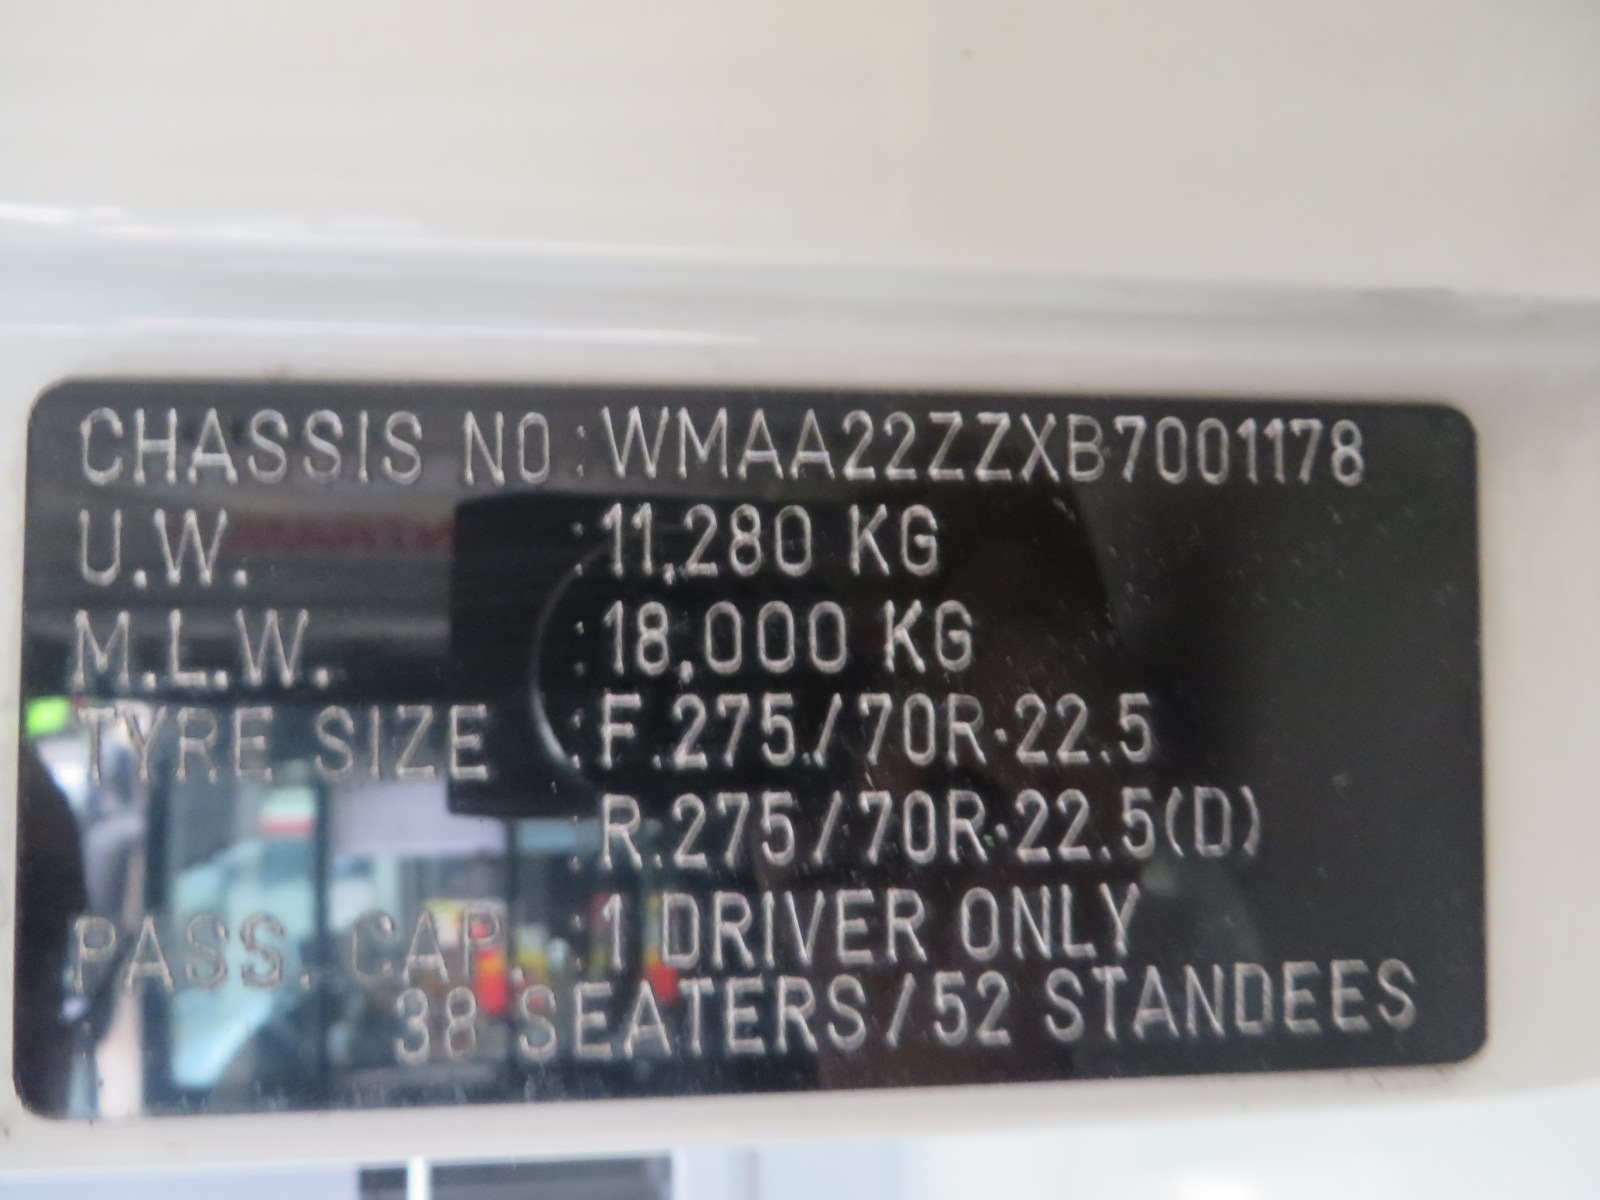 CHASSIS NO : WMAA22ZZXB7001178
U.W. : 11,280 KG
M.L.W. : 18,000 KG
TYRE SIZE : F.275/70R·22.5
: R.275/70R·22.5(D)
PASS. CAP. : 1 DRIVER ONLY
38 SEATERS / 52 STANDEES